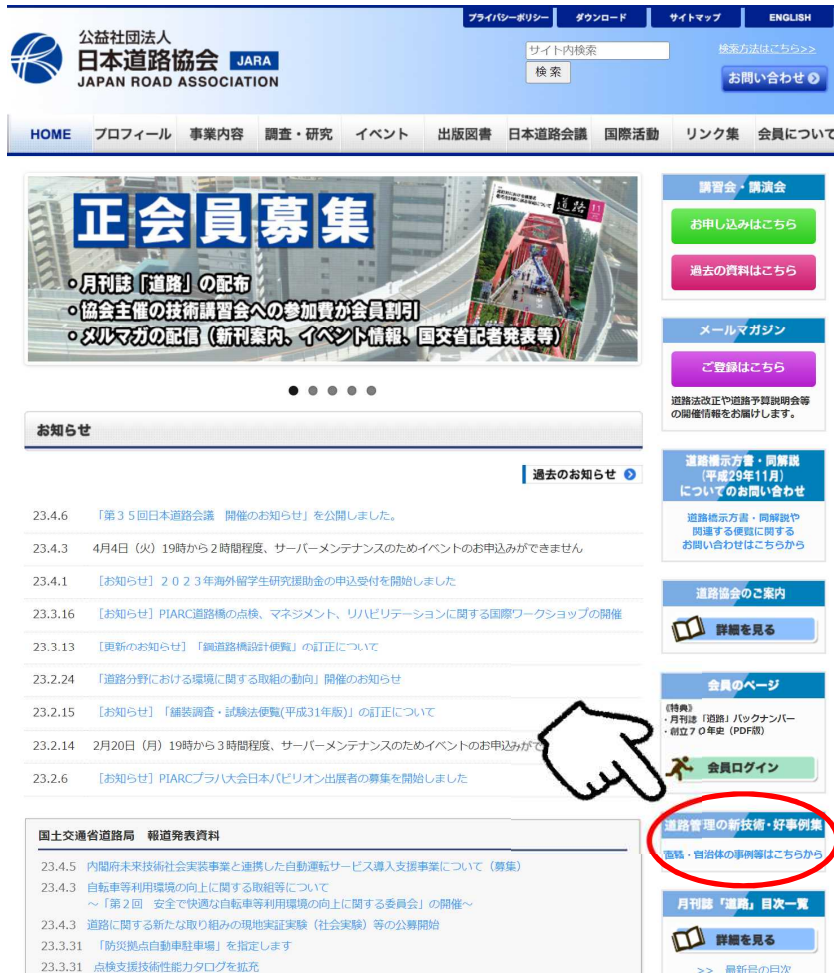 プライバシーポリシー
ダウンロード
サイトマップ
ENGLISH
公益社団法人
日本道路協会 JARA
JAPAN ROAD ASSOCIATION
サイト内検索
検索方法はこちら>>
検索
お問い合わせ
HOME プロフィール 事業内容 調査・研究 イベント 出版図書 日本道路会議 国際活動 リンク集 会員について
正会員募集
道路 11
○月刊誌『道路』の配布
○協会主催の技術講習会への参加費が会員割引
○メルマガの配信（新刊案内、イベント情報、国交省記者発表等）
お知らせ
過去のお知らせ
23.4.6 「第３５回日本道路会議　開催のお知らせ」を公開しました。
23.4.3 4月4日（火）19時から２時間程度、サーバーメンテナンスのためイベントのお申込みができません
23.4.1 ［お知らせ］２０２３年海外留学生研究援助金の申込受付を開始しました
23.3.16 ［お知らせ］PIARC道路橋の点検、マネジメント、リハビリテーションに関する国際ワークショップの開催
23.3.13 ［更新のお知らせ］「鋼道路橋設計便覧」の訂正について
23.2.24 「道路分野における環境に関する取組の動向」開催のお知らせ
23.2.15 ［お知らせ］「舗装調査・試験法便覧(平成31年版)」の訂正について
23.2.14 2月20日（月）19時から３時間程度、サーバーメンテナンスのためイベントのお申込みがで
23.2.6 ［お知らせ］PIARCプラハ大会日本パビリオン出展者の募集を開始しました
国土交通省道路局　報道発表資料
23.4.5 内閣府未来技術社会実装事業と連携した自動運転サービス導入支援事業について（募集）
23.4.3 自転車等利用環境の向上に関する取組等について
～「第２回　安全で快適な自転車等利用環境の向上に関する委員会」の開催～
23.4.3 道路に関する新たな取り組みの現地実証実験（社会実験）等の公募開始
23.3.31 「防災拠点自動車駐車場」を指定します
23.3.31 点検支援技術性能カタログを拡充
講習会・講演会
お申し込みはこちら
過去の資料はこちら
メールマガジン
ご登録はこちら
道路法改正や道路予算説明会等
の開催情報をお届けします。
道路橋示方書・同解説
(平成29年11月)
についてのお問い合わせ
道路橋示方書・同解説や
関連する便覧に関する
お問い合わせはこちらから
道路協会のご案内
詳細を見る
会員のページ
《特典》
・月刊誌「道路」バックナンバー
・創立７０年史（PDF版）
会員ログイン
道路管理の新技術・好事例集
・自治体の事例等はこちらから
月刊誌「道路」目次一覧
詳細を見る
>> 最新号の目次